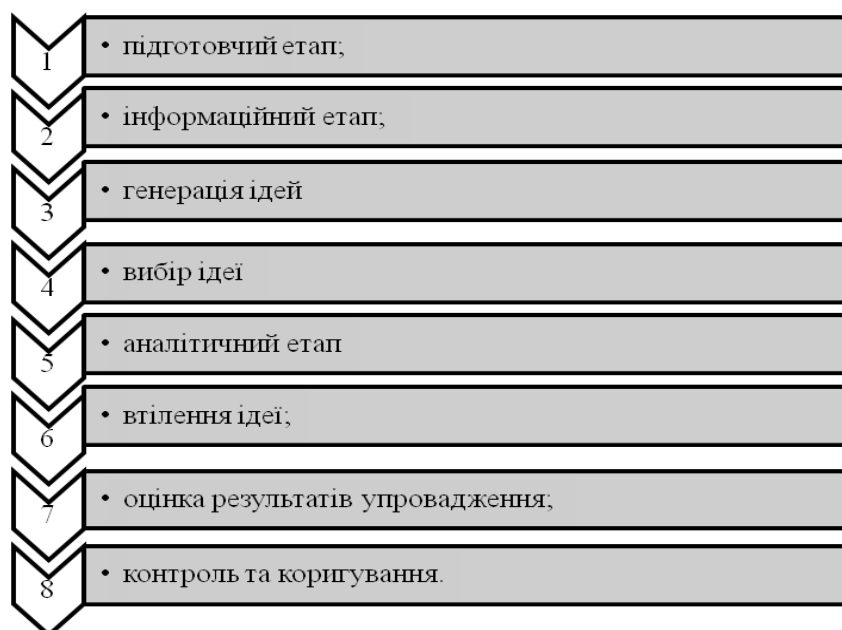 1 • підготовчий етап;
2 • інформаційний етап;
3 • генерація ідей
4 • вибір ідеї
5 • аналітичний етап
6 • втілення ідеї;
7 • оцінка результатів упровадження;
8 • контроль та коригування.